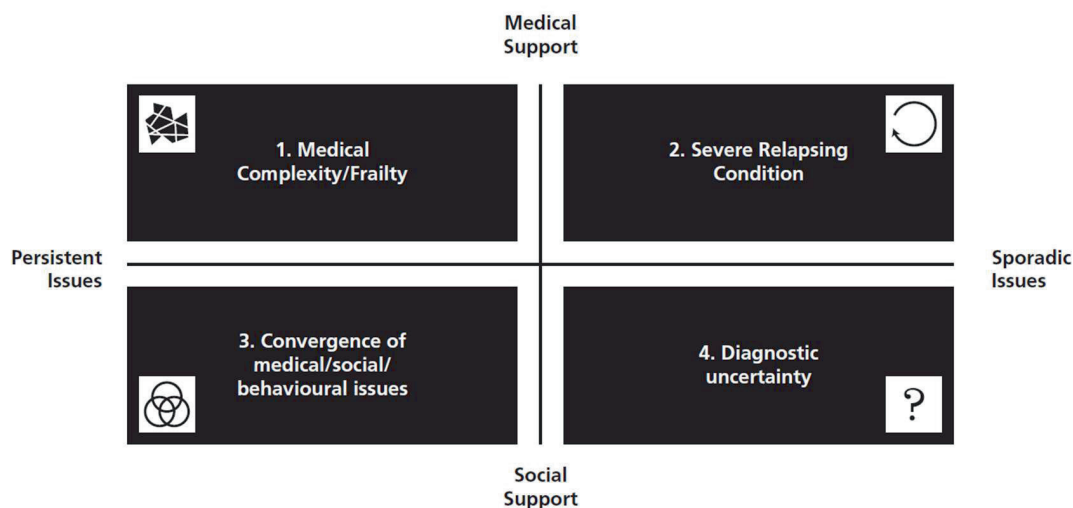 Medical
Support
1. Medical
Complexity/Frailty
2. Severe Relapsing
Condition
Persistent
Issues
Sporadic
Issues
3. Convergence of
medical/social/
behavioural issues
4. Diagnostic
uncertainty
?
Social
Support